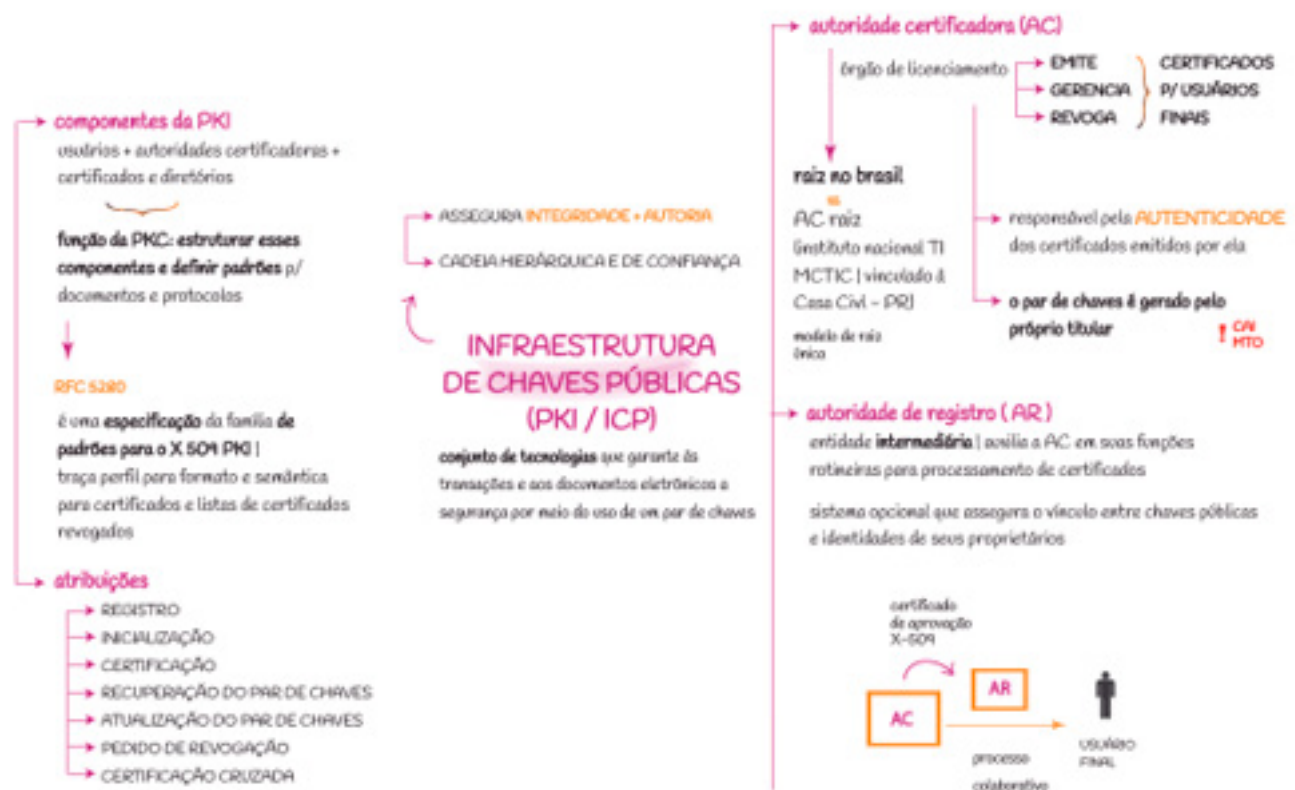 componentes da PKI
usuários + autoridades certificadoras +
certificados e diretórios
função da PKC: estruturar esses
componentes e definir padrões p/
documentos e protocolos
RFC 5280
é uma especificação da família de
padrões para o X 509 PKI |
traça perfil para formato e semântica
para certificados e listas de certificados
revogados
atribuições
REGISTRO
INICIALIZAÇÃO
CERTIFICAÇÃO
RECUPERAÇÃO DO PAR DE CHAVES
ATUALIZAÇÃO DO PAR DE CHAVES
PEDIDO DE REVOGAÇÃO
CERTIFICAÇÃO CRUZADA
ASSEGURA INTEGRIDADE + AUTORIA
CADEIA HIERÁRQUICA E DE CONFIANÇA
INFRAESTRUTURA
DE CHAVES PÚBLICAS
(PKI / ICP)
conjunto de tecnologias que garante às
transações e aos documentos eletrônicos a
segurança por meio do uso de um par de chaves
autoridade certificadora (AC)
órgão de licenciamento
EMITE
GERENCIA
REVOGA
CERTIFICADOS
P/ USUÁRIOS
FINAIS
raiz no brasil
AC raiz
(instituto nacional TI
MCTIC | vinculado à
Casa Civl - PR)
modelo de raiz
única
responsável pela AUTENTICIDADE
dos certificados emitidos por ela
o par de chaves é gerado pelo
próprio titular
autoridade de registro (AR)
entidade intermediária | auxilia a AC em suas funções
rotineiras para processamento de certificados
sistema opcional que assegera o vínculo entre chaves públicas
e identidades de seus proprietários
certificado
de aprovação
X-509
AC
AR
USUÁRIO
FINAL
processo
colaborativo